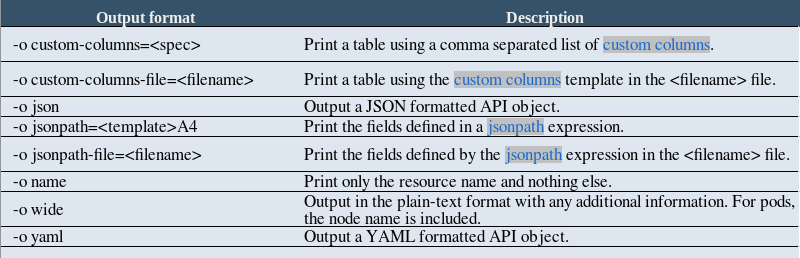 Output format Description
-o custom-columns=<spec> Print a table using a comma separated list of custom columns.
-o custom-columns-file=<filename> Print a table using the custom columns template in the <filename> file.
-o json Output a JSON formatted API object.
-o jsonpath=<template>A4 Print the fields defined in a jsonpath expression.
-o jsonpath-file=<filename> Print the fields defined by the jsonpath expression in the <filename> file.
-o name Print only the resource name and nothing else.
-o wide Output in the plain-text format with any additional information. For pods,
the node name is included.
-o yaml Output a YAML formatted API object.